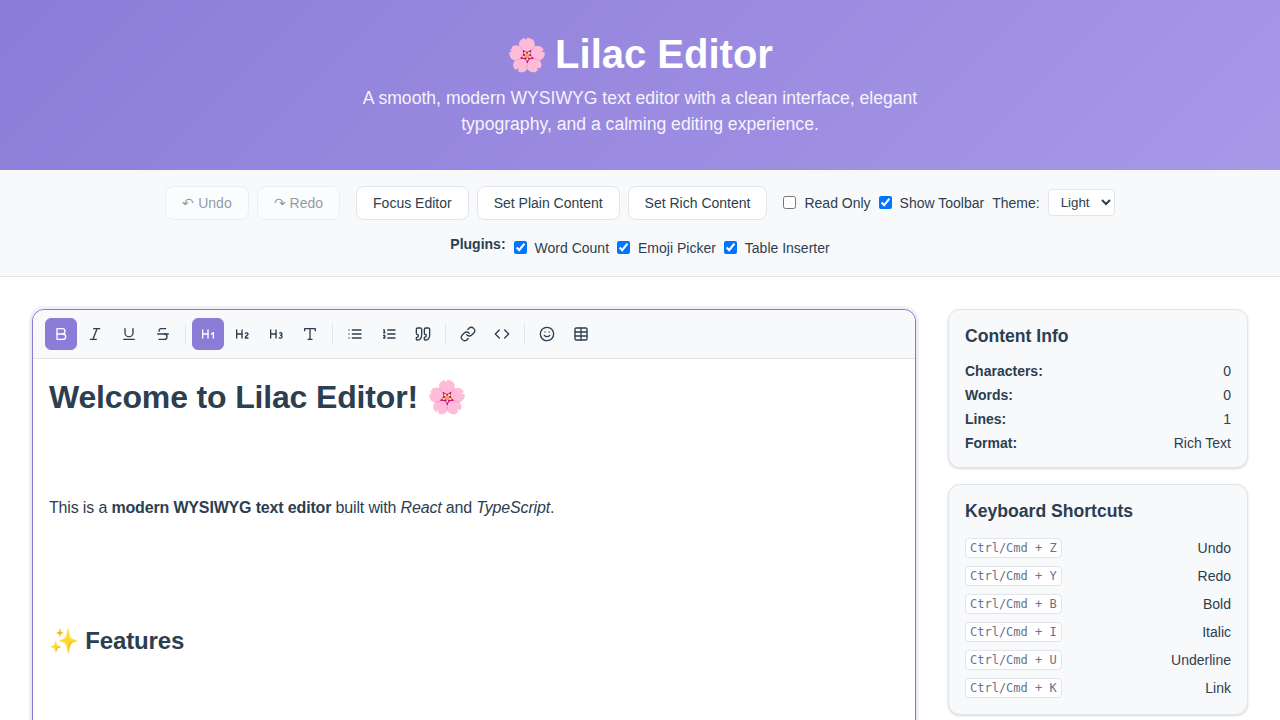 🌸 Lilac Editor
A smooth, modern WYSIWYG text editor with a clean interface, elegant
typography, and a calming editing experience.
↶ Undo ↷ Redo Focus Editor Set Plain Content Set Rich Content Read Only Show Toolbar Theme: Light
Plugins: Word Count Emoji Picker Table Inserter
B I U S H1 H2 H3 T
Welcome to Lilac Editor! 🌸
This is a modern WYSIWYG text editor built with React and TypeScript.
✨ Features
Content Info
Characters: 0
Words: 0
Lines: 1
Format: Rich Text
Keyboard Shortcuts
Ctrl/Cmd + Z Undo
Ctrl/Cmd + Y Redo
Ctrl/Cmd + B Bold
Ctrl/Cmd + I Italic
Ctrl/Cmd + U Underline
Ctrl/Cmd + K Link